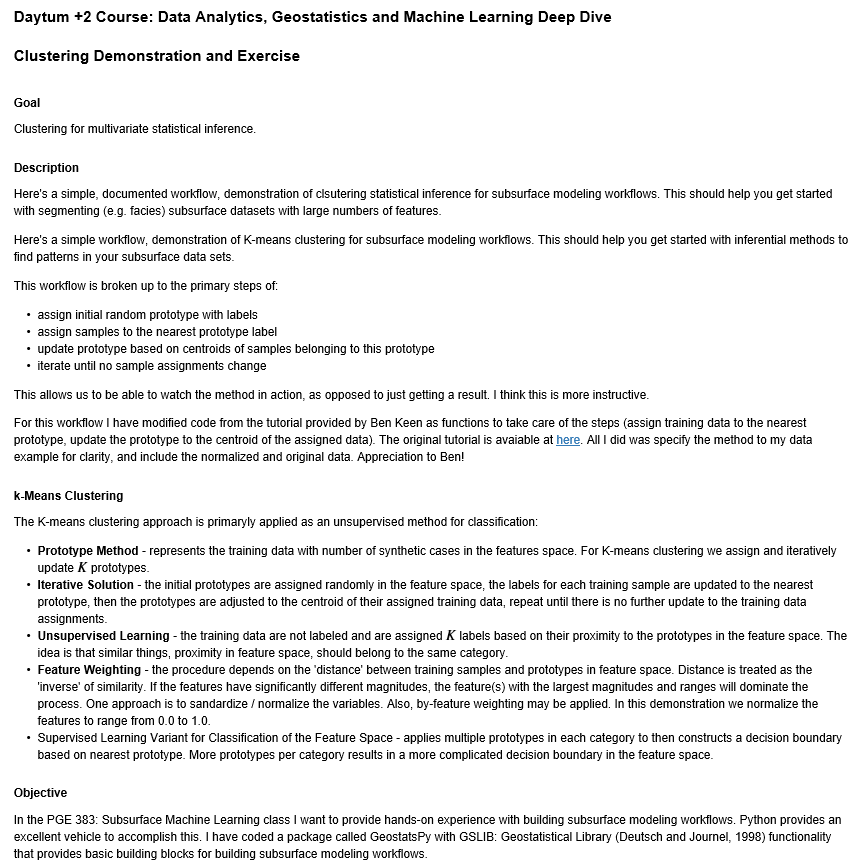 Daytum +2 Course: Data Analytics, Geostatistics and Machine Learning Deep Dive
Clustering Demonstration and Exercise
Goal
Clustering for multivariate statistical inference.
Description
Here's a simple, documented workflow, demonstration of clsutering statistical inference for subsurface modeling workflows. This should help you get started
with segmenting (e.g. facies) subsurface datasets with large numbers of features.
Here's a simple workflow, demonstration of K-means clustering for subsurface modeling workflows. This should help you get started with inferential methods to
find patterns in your subsurface data sets.
This workflow is broken up to the primary steps of:
• assign initial random prototype with labels
• assign samples to the nearest prototype label
• update prototype based on centroids of samples belonging to this prototype
• iterate until no sample assignments change
This allows us to be able to watch the method in action, as opposed to just getting a result. I think this is more instructive.
For this workflow I have modified code from the tutorial provided by Ben Keen as functions to take care of the steps (assign training data to the nearest
prototype, update the prototype to the centroid of the assigned data). The original tutorial is avaiable at here. All I did was specify the method to my data
example for clarity, and include the normalized and original data. Appreciation to Ben!
k-Means Clustering
The K-means clustering approach is primaryly applied as an unsupervised method for classification:
• Prototype Method - represents the training data with number of synthetic cases in the features space. For K-means clustering we assign and iteratively
update K prototypes.
• Iterative Solution - the initial prototypes are assigned randomly in the feature space, the labels for each training sample are updated to the nearest
prototype, then the prototypes are adjusted to the centroid of their assigned training data, repeat until there is no further update to the training data
assignments.
• Unsupervised Learning - the training data are not labeled and are assigned K labels based on their proximity to the prototypes in the feature space. The
idea is that similar things, proximity in feature space, should belong to the same category.
• Feature Weighting - the procedure depends on the 'distance' between training samples and prototypes in feature space. Distance is treated as the
'inverse' of similarity. If the features have significantly different magnitudes, the feature(s) with the largest magnitudes and ranges will dominate the
process. One approach is to sandardize / normalize the variables. Also, by-feature weighting may be applied. In this demonstration we normalize the
features to range from 0.0 to 1.0.
• Supervised Learning Variant for Classification of the Feature Space - applies multiple prototypes in each category to then constructs a decision boundary
based on nearest prototype. More prototypes per category results in a more complicated decision boundary in the feature space.
Objective
In the PGE 383: Subsurface Machine Learning class I want to provide hands-on experience with building subsurface modeling workflows. Python provides an
excellent vehicle to accomplish this. I have coded a package called GeostatsPy with GSLIB: Geostatistical Library (Deutsch and Journel, 1998) functionality
that provides basic building blocks for building subsurface modeling workflows.